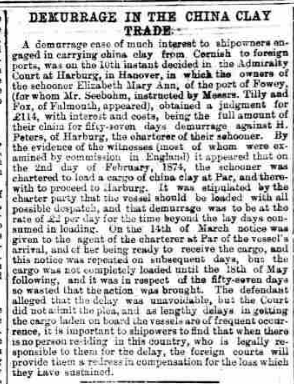 DEMURRAGE IN THE CHINA CLAY
TRADE.
A demurrage case of much interest to shipowners en-
gaged in carrying china clay from Cornish to foreign
ports, was on the 10th instant decided in the Admiralty
Court at Harburg, in Hanover, in which the owners of
the schooner Elizabeth Mary Ann, of the port of Fowey,
(for whom Mr. Seebohm, instructed by Messrs. Tilly and
Fox, of Falmouth, appeared), obtained a judgment for
£114, with interest and costs, being the full amount of
their claim for fifty-seven days demurrage against H.
Peters, of Harburg, the charterer of their schooner. By
the evidence of the witnesses (most of whom were ex-
amined by commission in England) it appeared that on
the 2nd day of February, 1874, the schooner was
chartered to load a cargo of china clay at Par, and there-
with to proceed to Harburg. It was stipulated by the
charter party that the vessel should be loaded with all
possible despatch, and that demurrage was to be at the
rate of £2 per day for the time beyond the lay days con-
sumed in loading. On the 14th of March notice was
given to the agent of the charterer at Par of the vessel's
arrival, and of her being ready to receive the cargo, and
this notice was repeated on subsequent days, but the
cargo was not completely loaded until the 18th of May
following, and it was in respect of the fifty-seven days
so wasted that the action was brought. The defendant
alleged that the delay was unavoidable, but the Court
did not admit the plea, and as lengthy delays in getting
the cargo laden on board the vessels are of frequent occur-
rence, it is important to shipowners to find that when there
is no person residing in this country, who is legally re-
sponsible to them for the delay, the foreign courts will
provide them a redress in compensation for the loss which
they have sustained.